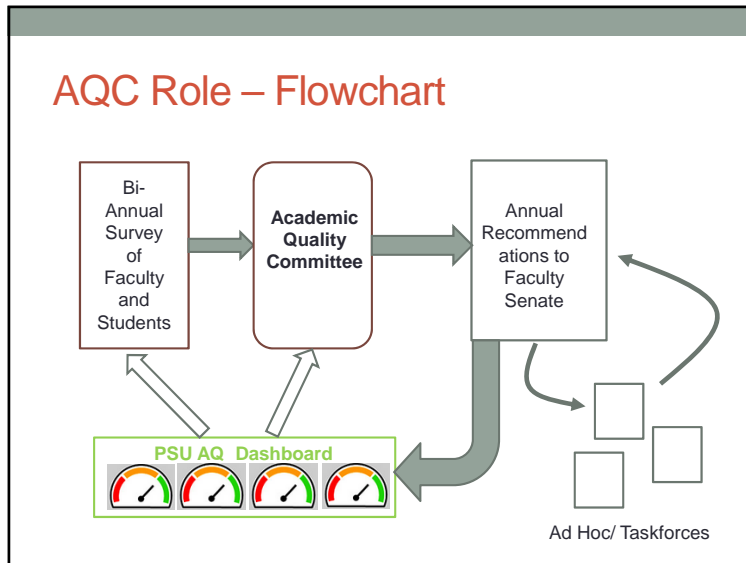 AQC Role – Flowchart
Bi-
Annual
Survey
of
Faculty
and
Students
Academic
Quality
Committee
Annual
Recommend
ations to
Faculty
Senate
PSU AQ Dashboard
Ad Hoc/ Taskforces